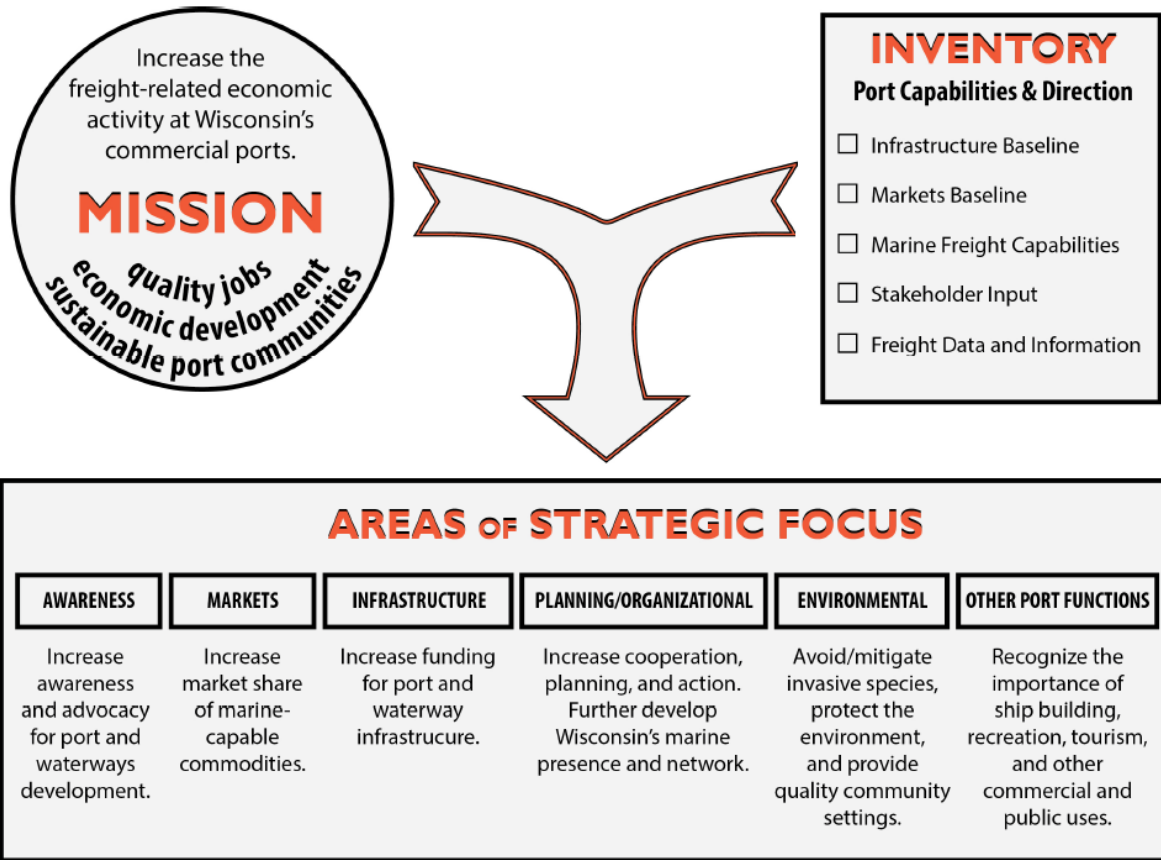 Increase the
freight-related economic
activity at Wisconsin's
commercial ports.
MISSION
quality jobs
economic development
sustainable port communities
INVENTORY
Port Capabilities & Direction
☐ Infrastructure Baseline
☐ Markets Baseline
☐ Marine Freight Capabilities
☐ Stakeholder Input
☐ Freight Data and Information
AREAS OF STRATEGIC FOCUS
AWARENESS
Increase
awareness
and advocacy
for port and
waterways
development.
MARKETS
Increase
market share
of marine-
capable
commodities.
INFRASTRUCTURE
Increase funding
for port and
waterway
infrastrucure.
PLANNING/ORGANIZATIONAL
Increase cooperation,
planning, and action.
Further develop
Wisconsin's marine
presence and network.
ENVIRONMENTAL
Avoid/mitigate
invasive species,
protect the
environment,
and provide
quality community
settings.
OTHER PORT FUNCTIONS
Recognize the
importance of
ship building,
recreation, tourism,
and other
commercial and
public uses.